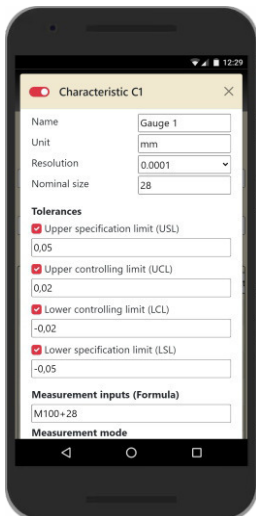 12:29
Characteristic C1
Name Gauge 1
Unit mm
Resolution 0.0001
Nominal size 28
Tolerances
Upper specification limit (USL)
0,05
Upper controlling limit (UCL)
0,02
Lower controlling limit (LCL)
-0,02
Lower specification limit (LSL)
-0,05
Measurement inputs (Formula)
M100+28
Measurement mode